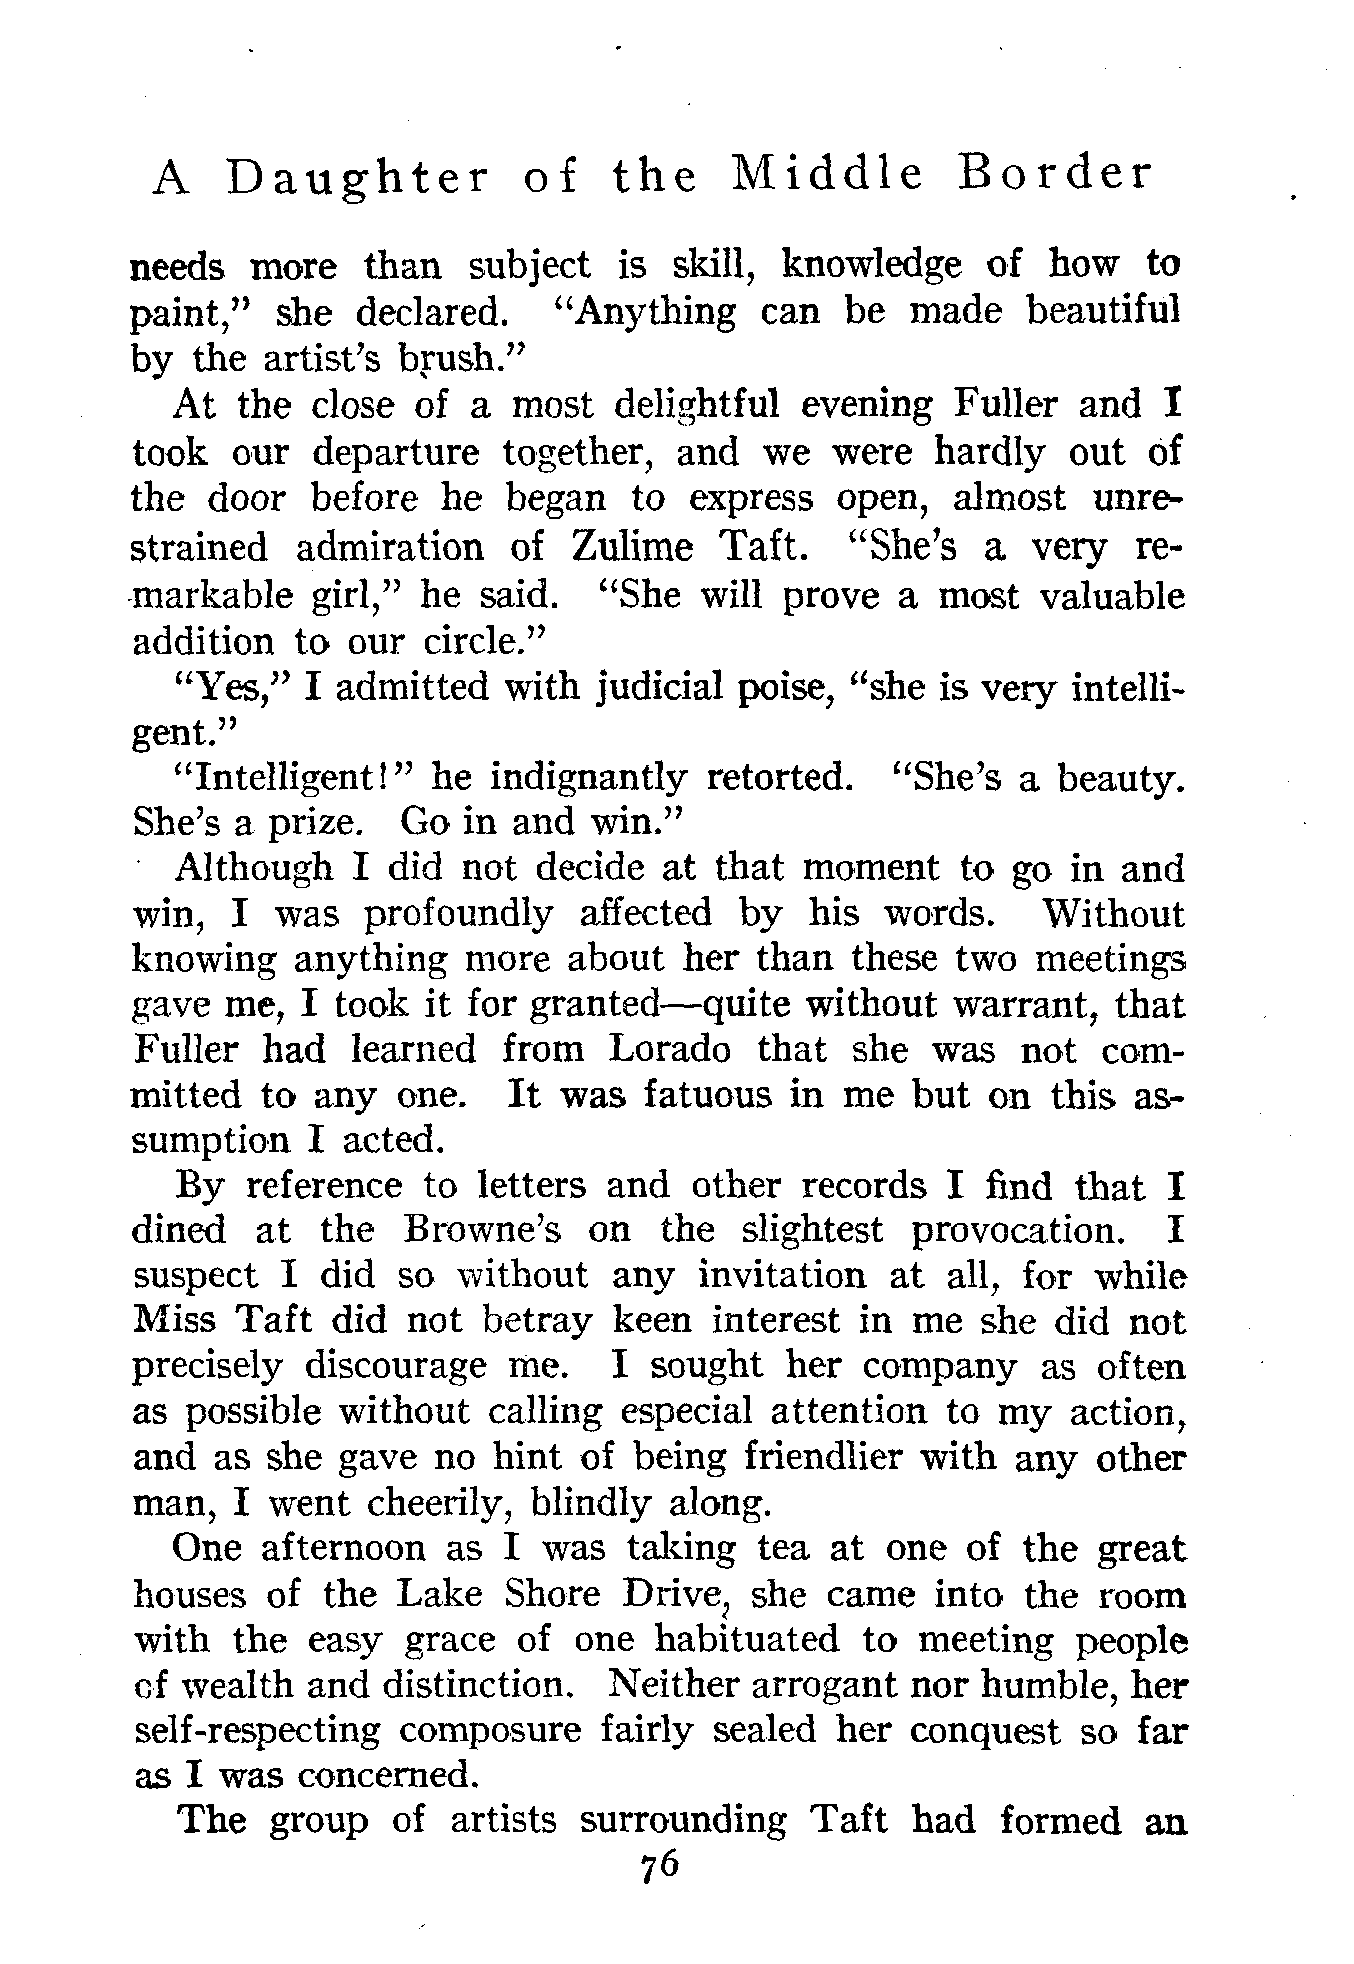 A Daughter of the Middle Border
needs more than subject is skill, knowledge of how to
paint,” she declared. “Anything can be made beautiful
by the artist’s brush.”
At the close of a most delightful evening Fuller and I
took our departure together, and we were hardly out of
the door before he began to express open, almost unre-
strained admiration of Zulime Taft. “She’s a very re-
markable girl,” he said. “She will prove a most valuable
addition to our circle.”
“Yes,” I admitted with judicial poise, “she is very intelli-
gent.”
“Intelligent!” he indignantly retorted. “She’s a beauty.
She’s a prize. Go in and win.”
Although I did not decide at that moment to go in and
win, I was profoundly affected by his words. Without
knowing anything more about her than these two meetings
gave me, I took it for granted—quite without warrant, that
Fuller had learned from Lorado that she was not com-
mitted to any one. It was fatuous in me but on this as-
sumption I acted.
By reference to letters and other records I find that I
dined at the Browne’s on the slightest provocation. I
suspect I did so without any invitation at all, for while
Miss Taft did not betray keen interest in me she did not
precisely discourage me. I sought her company as often
as possible without calling especial attention to my action,
and as she gave no hint of being friendlier with any other
man, I went cheerily, blindly along.
One afternoon as I was taking tea at one of the great
houses of the Lake Shore Drive, she came into the room
with the easy grace of one habituated to meeting people
of wealth and distinction. Neither arrogant nor humble, her
self-respecting composure fairly sealed her conquest so far
as I was concerned.
The group of artists surrounding Taft had formed an
76